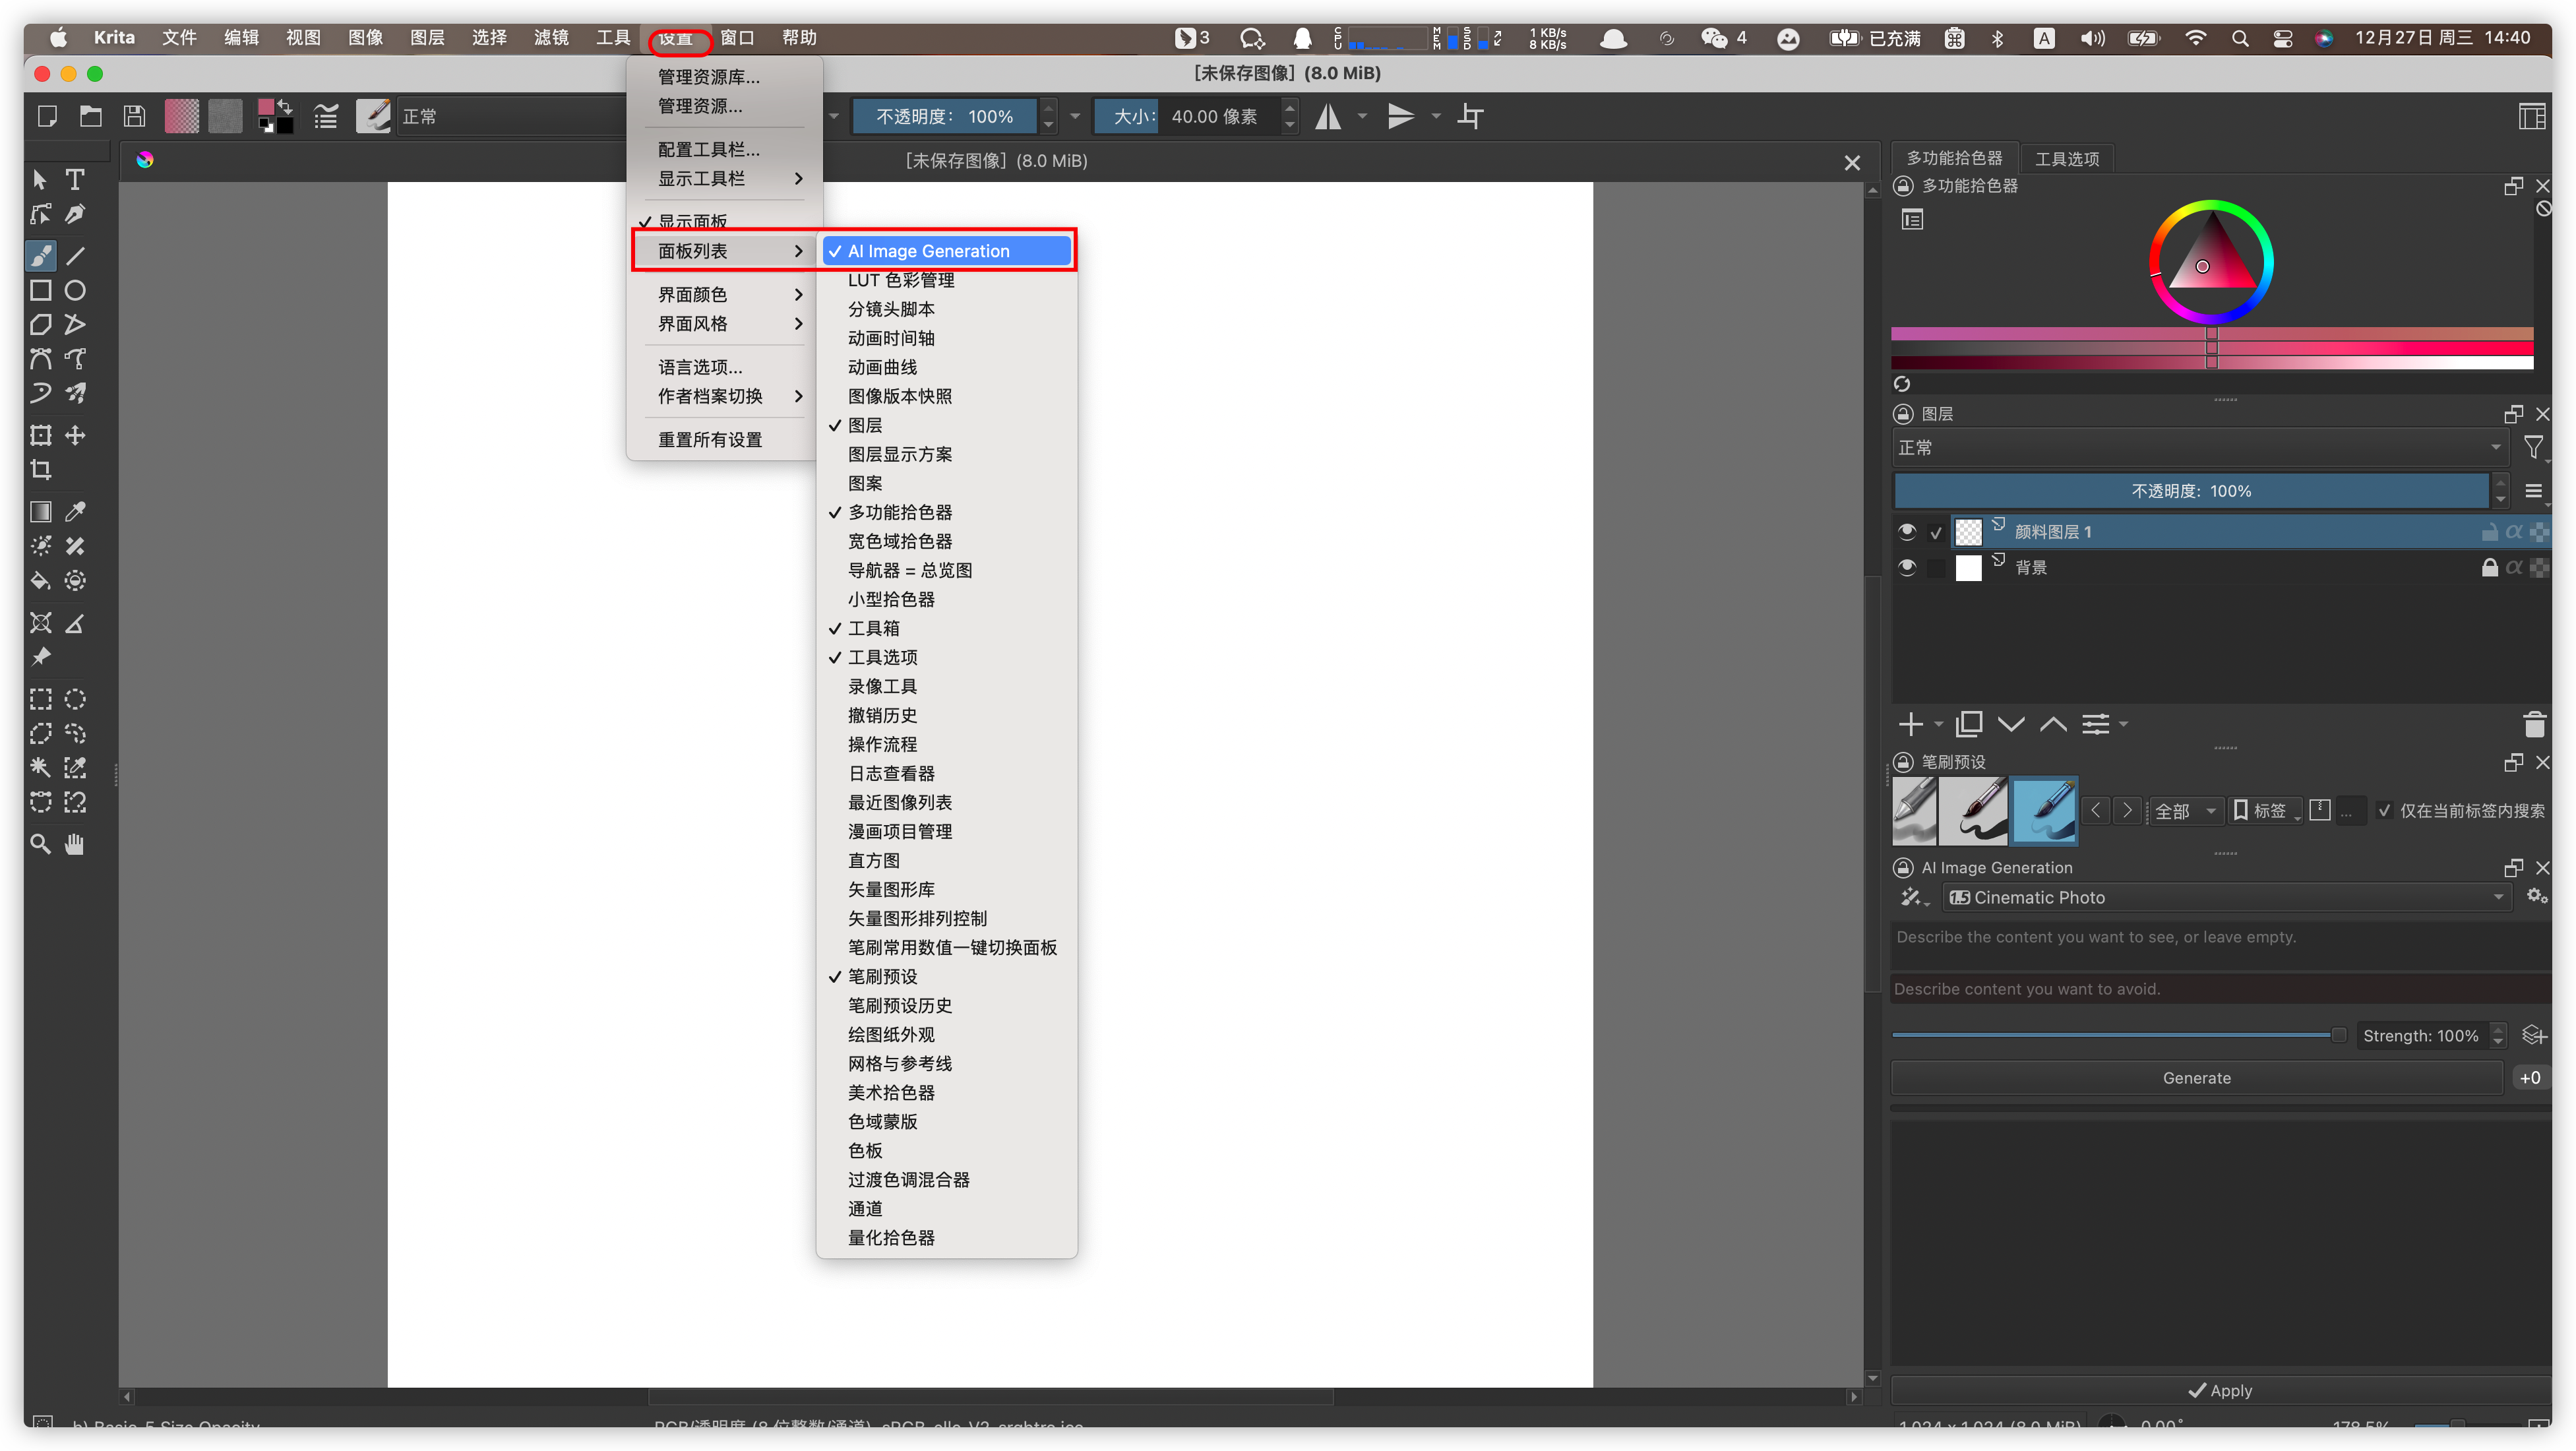 Krita 文件 编辑 视图 图像 图层 选择 滤镜 工具 设置 窗口 帮助
3
CPU
MEM
SSD
1 KB/s
8 KB/s
4
已充满
A
12月27日 周三 14:40
[未保存图像] (8.0 MiB)
正常
不透明度: 100%
大小: 40.00 像素
[未保存图像] (8.0 MiB)
管理资源库...
管理资源...
配置工具栏...
显示工具栏
显示面板
面板列表
界面颜色
界面风格
语言选项...
作者档案切换
重置所有设置
AI Image Generation
LUT 色彩管理
分镜头脚本
动画时间轴
动画曲线
图像版本快照
图层
图层显示方案
图案
多功能拾色器
宽色域拾色器
导航器 = 总览图
小型拾色器
工具箱
工具选项
录像工具
撤销历史
操作流程
日志查看器
最近图像列表
漫画项目管理
直方图
矢量图形库
矢量图形排列控制
笔刷常用数值一键切换面板
笔刷预设
笔刷预设历史
绘图纸外观
网格与参考线
美术拾色器
色域蒙版
色板
过渡色调混合器
通道
量化拾色器
多功能拾色器 工具选项
多功能拾色器
图层
正常
不透明度: 100%
颜料图层 1
背景
笔刷预设
全部 标签 ... 仅在当前标签内搜索
AI Image Generation
1.5 Cinematic Photo
Describe the content you want to see, or leave empty.
Describe content you want to avoid.
Strength: 100%
Generate +0
Apply
b) Basic-5 Size Opacity
RGB/透明度 (8 位整数/通道) sRGB-elle-V2-srgbtrc.icc
1,024 x 1,024 (8.0 MiB) 0.00° 178.5%